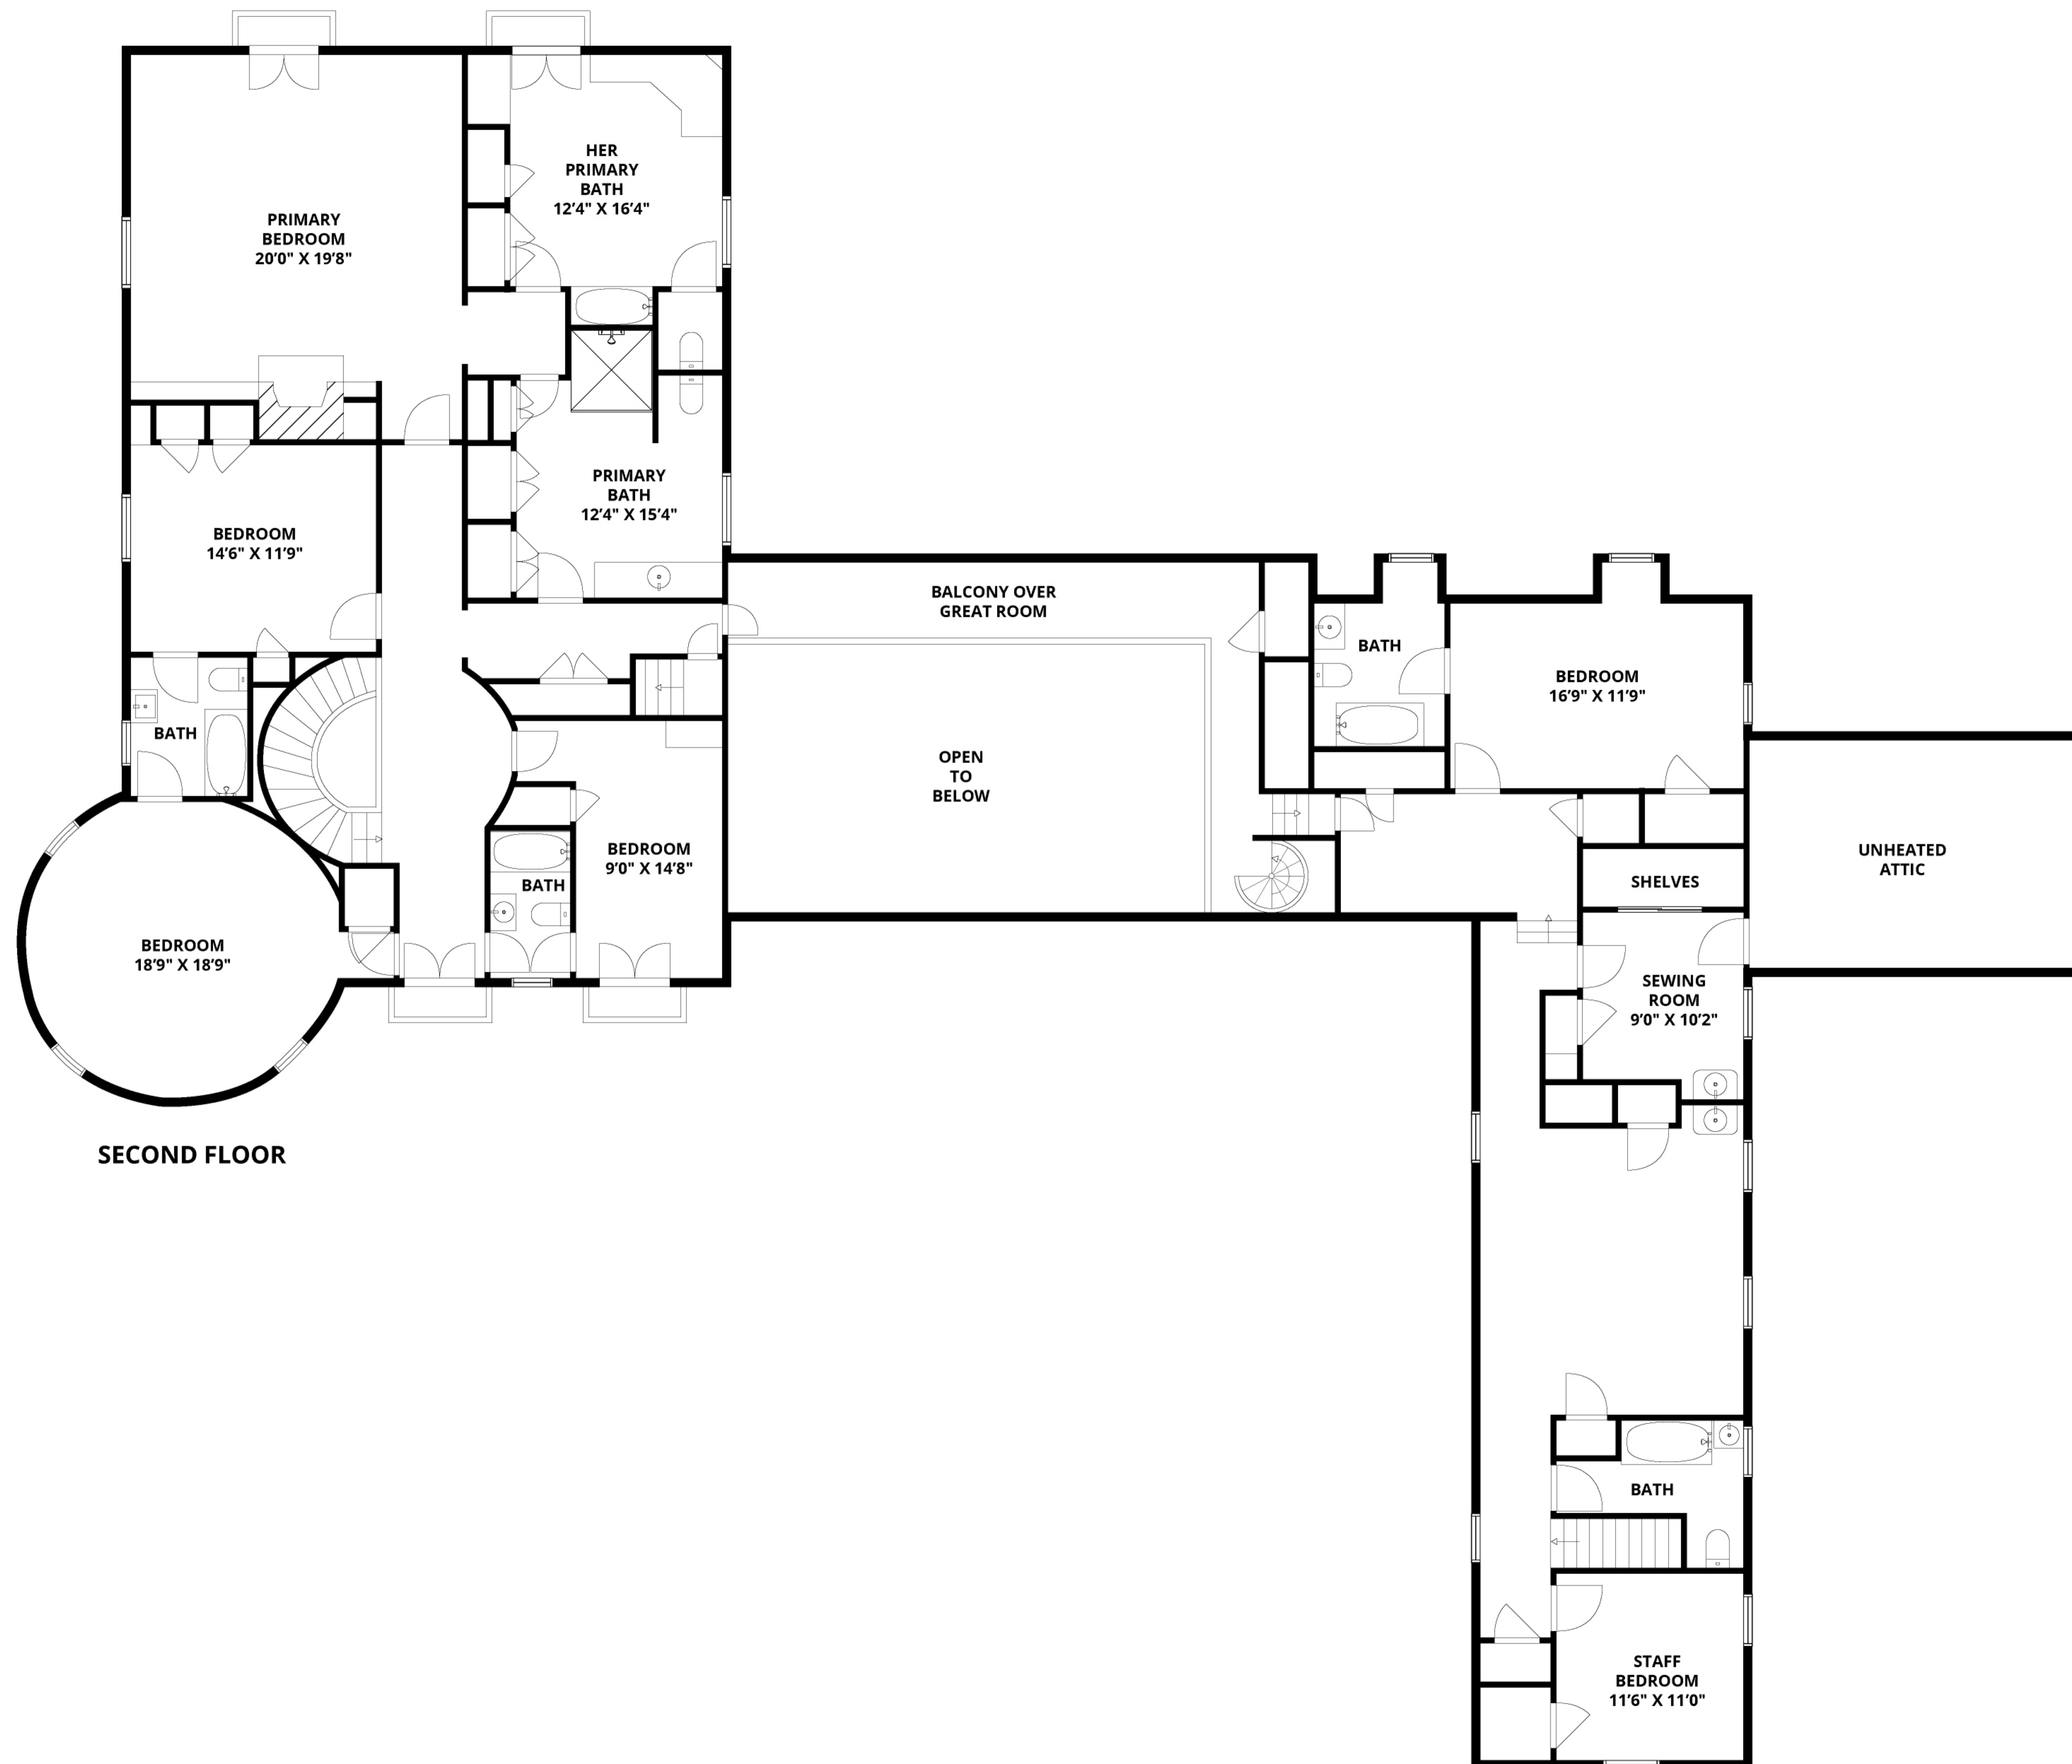 HER
PRIMARY
BATH
12’4" X 16’4"
PRIMARY
BEDROOM
20’0" X 19’8"
PRIMARY
BATH
12’4" X 15’4"
BEDROOM
14’6" X 11’9"
BALCONY OVER
GREAT ROOM
BATH
BEDROOM
16’9" X 11’9"
BATH
OPEN
TO
BELOW
BEDROOM
9’0" X 14’8"
UNHEATED
ATTIC
SHELVES
BATH
BEDROOM
18’9" X 18’9"
SEWING
ROOM
9’0" X 10’2"
SECOND FLOOR
BATH
STAFF
BEDROOM
11’6" X 11’0"